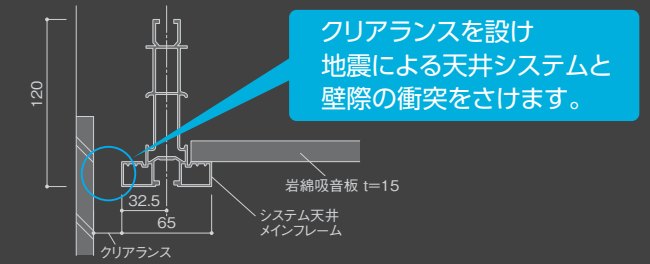 クリアランスを設け
地震による天井システムと
壁際の衝突をさけます。
120
岩綿吸音板 t=15
32.5
システム天井
メインフレーム
65
クリアランス